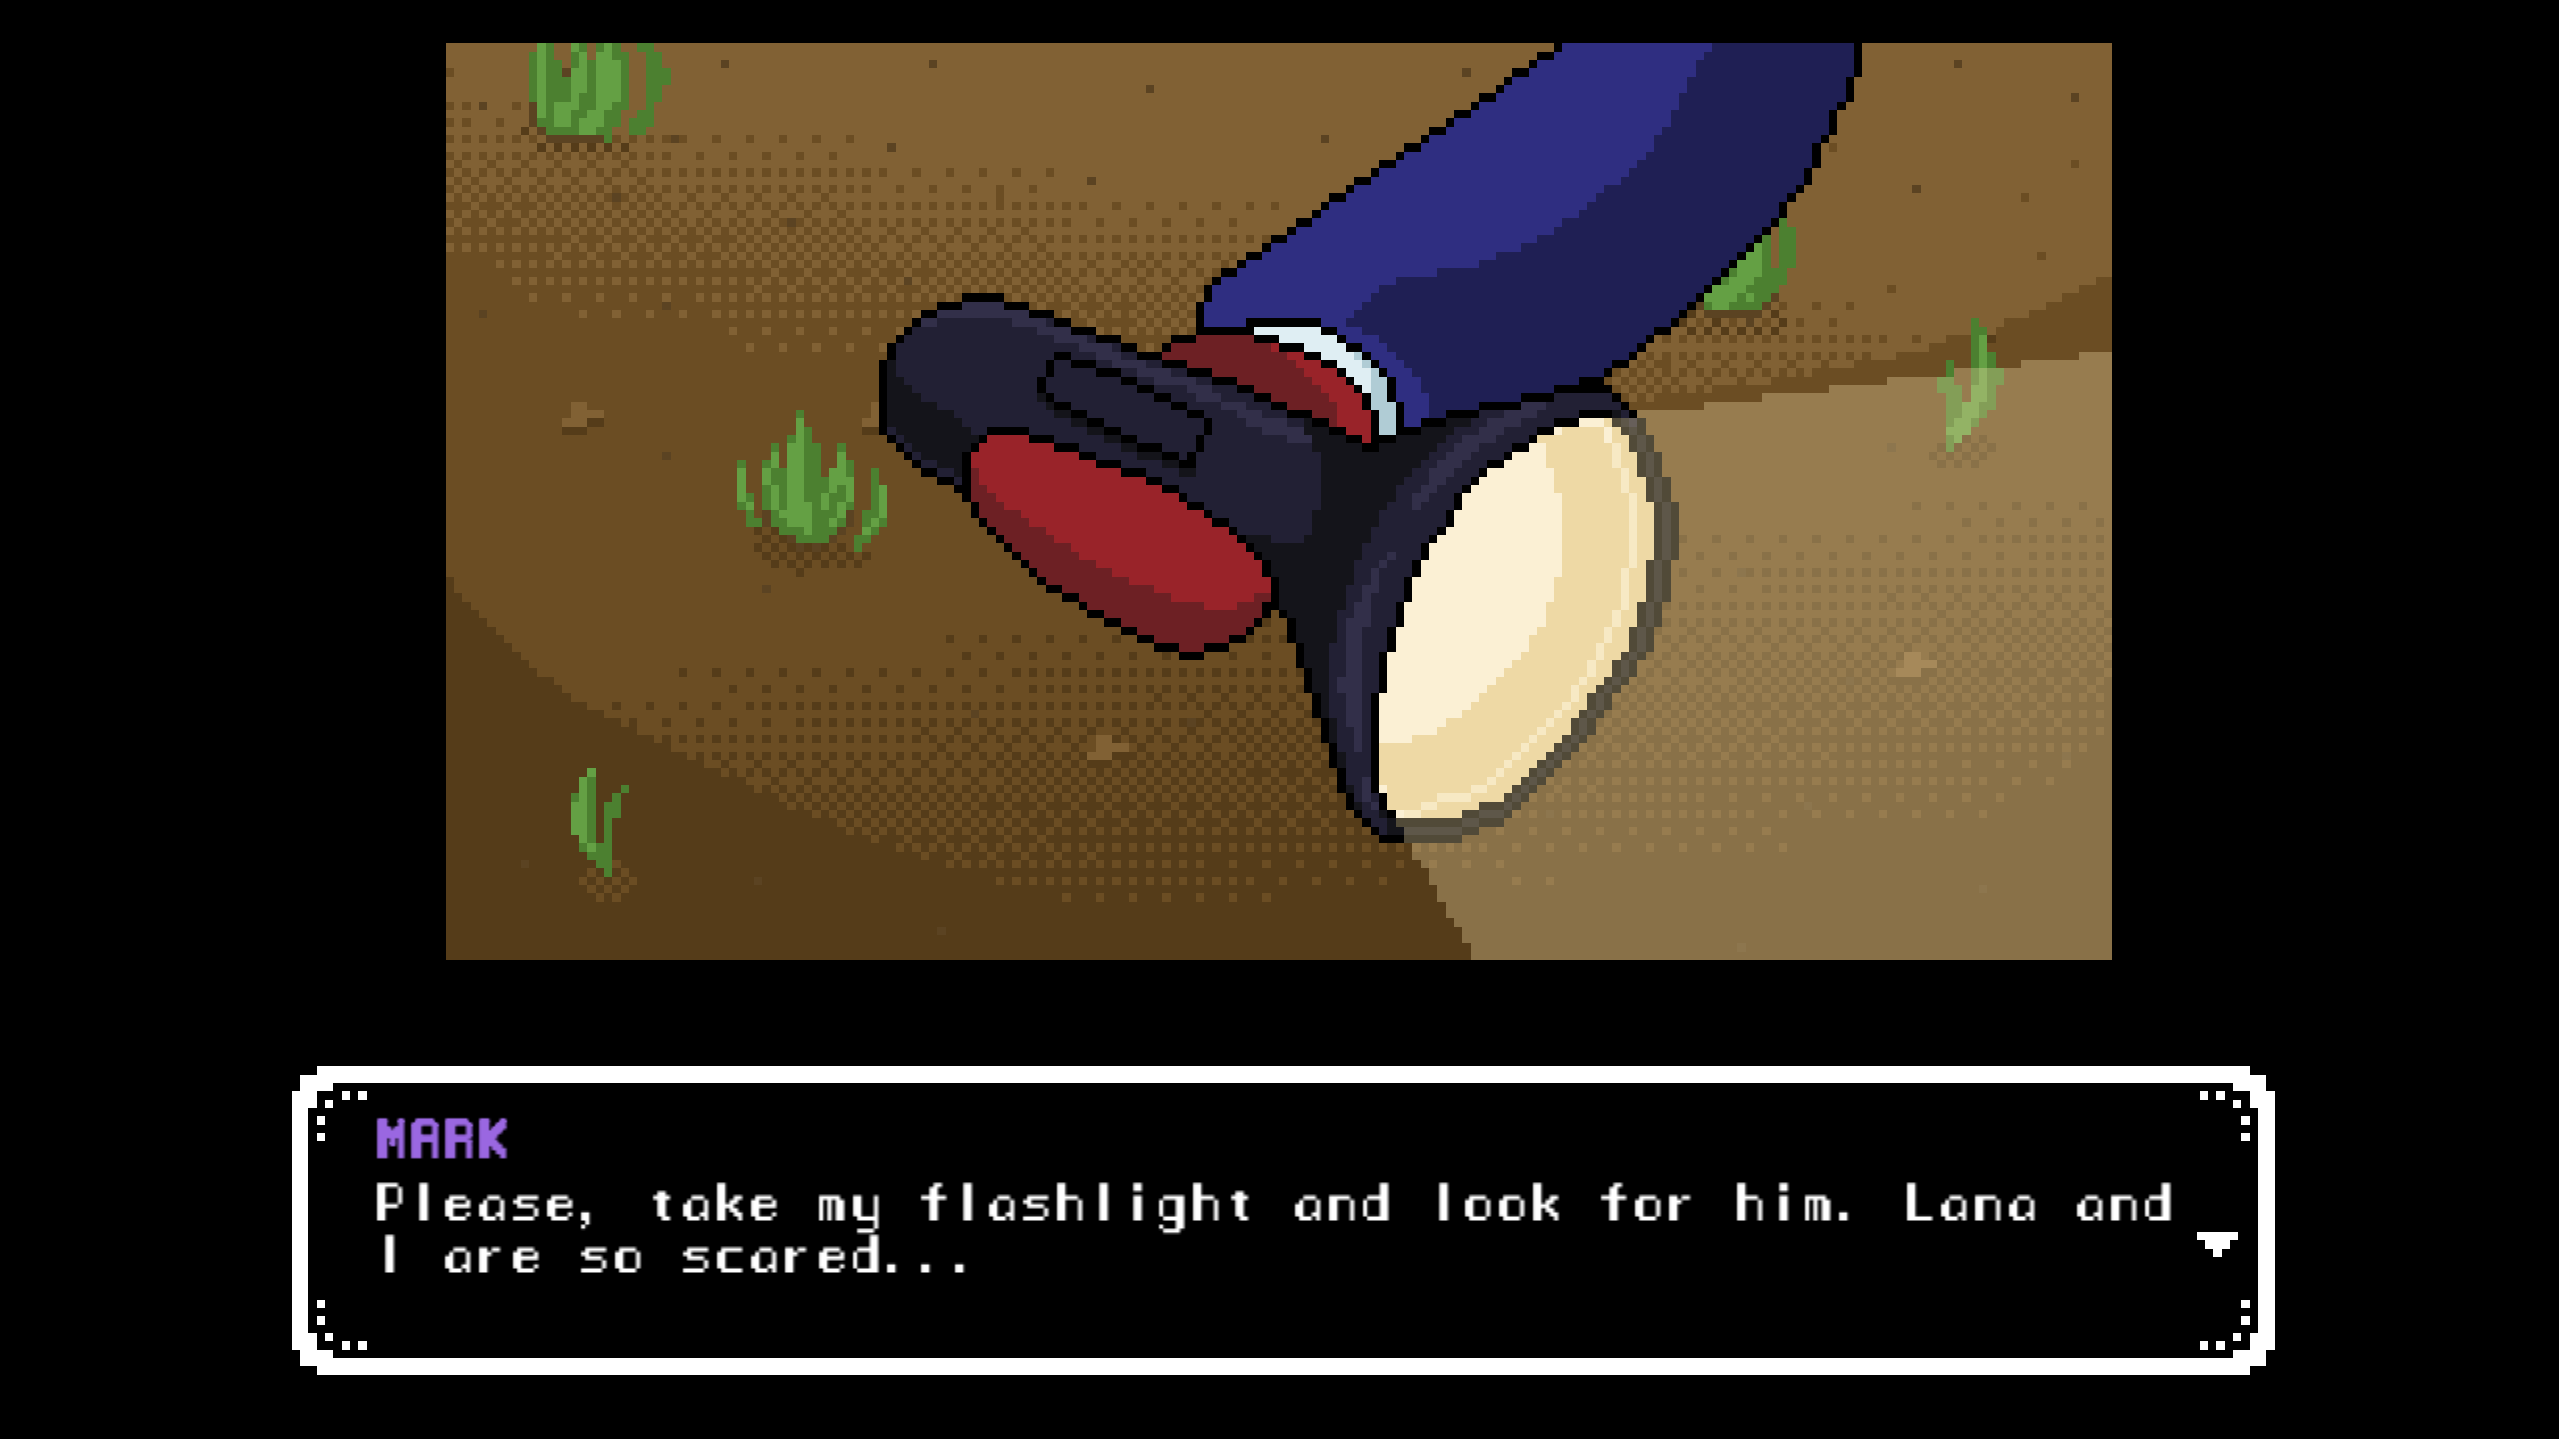 MARK
Please, take my flashlight and look for him. Lana and
I are so scared...